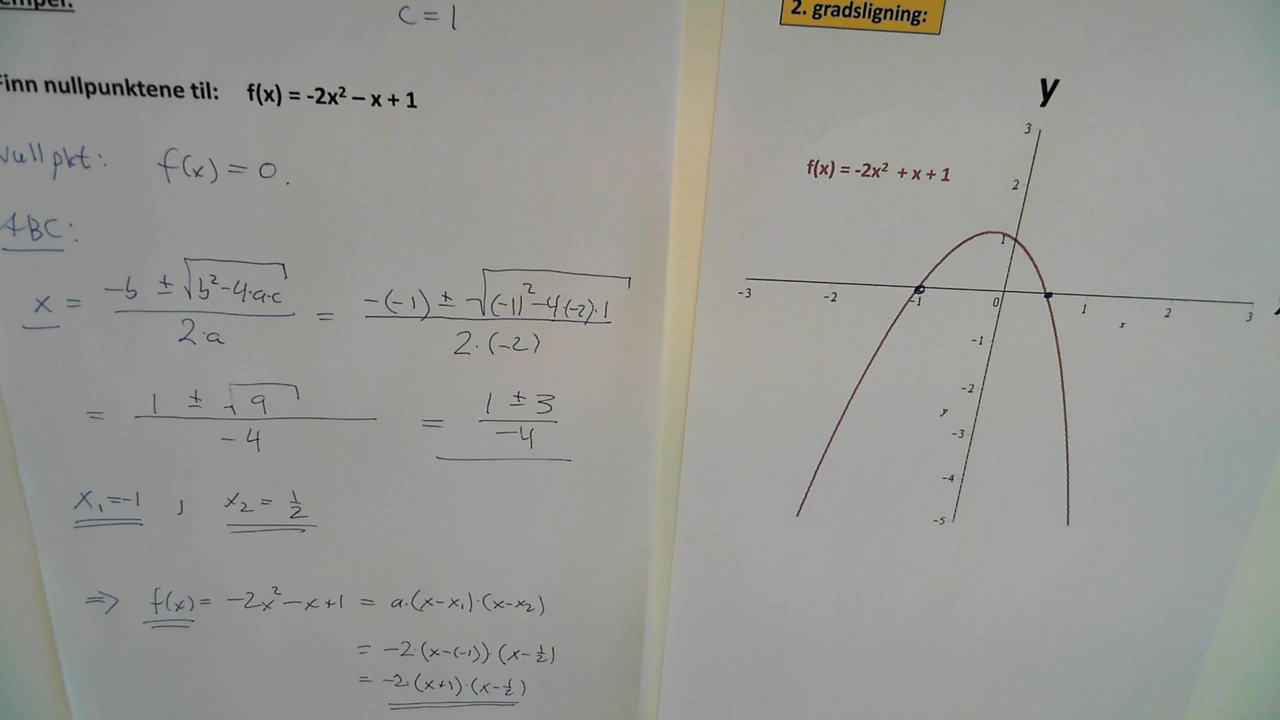 C = 1
Finn nullpunktene til: f(x) = -2x² – x + 1
Nullpkt: f(x) = 0.
ABC:
x = (-b ± √(b²-4·a·c)) / (2·a) = (-(-1) ± √((-1)²-4(-2)·1)) / (2·(-2))
= (1 ± √9) / (-4) = (1 ± 3) / (-4)
x₁=-1 ; x₂ = 1/2
=> f(x) = -2x²-x+1 = a·(x-x₁)·(x-x₂)
= -2·(x-(-1))·(x-1/2)
= -2·(x+1)·(x-1/2)
2. gradsligning:
y
f(x) = -2x² + x + 1
3
2
1
-3 -2 -1 0 1 2 3
x
-1
-2
y
-3
-4
-5